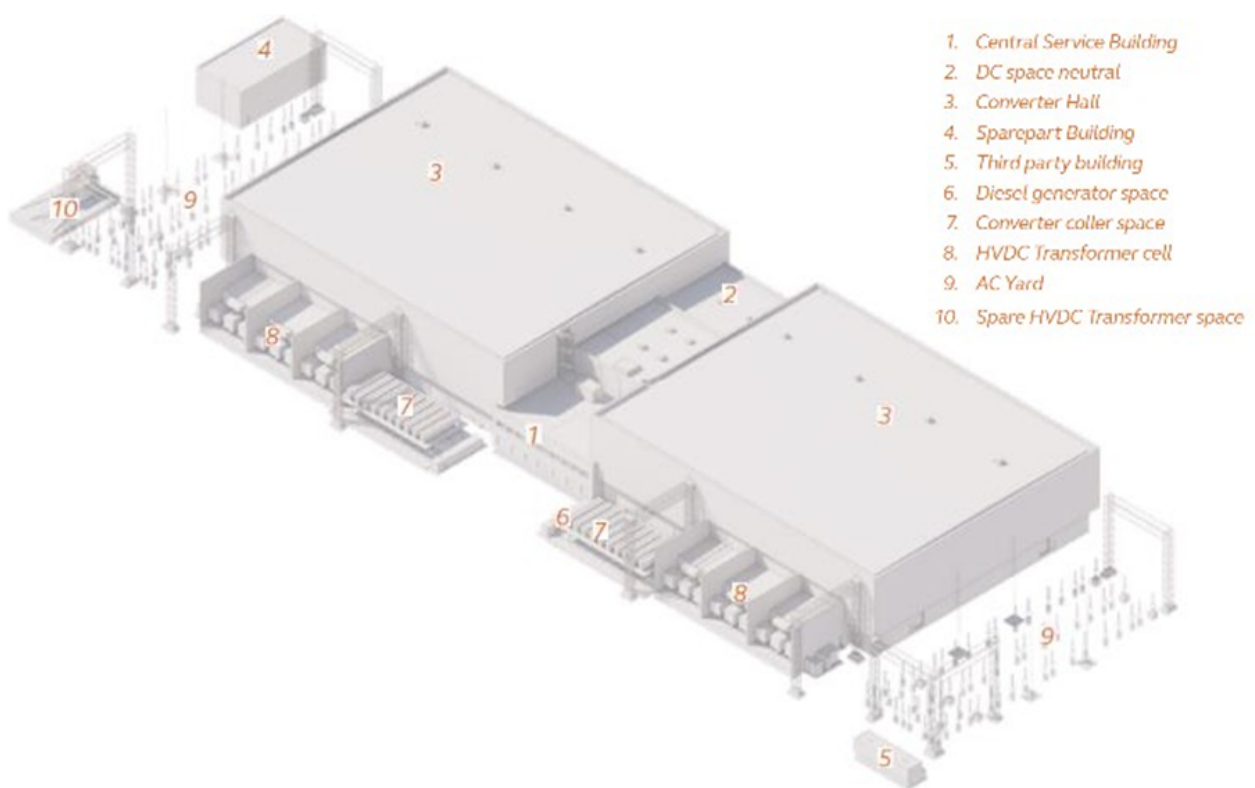 1. Central Service Building
2. DC space neutral
3. Converter Hall
4. Sparepart Building
5. Third party building
6. Diesel generator space
7. Converter coller space
8. HVDC Transformer cell
9. AC Yard
10. Spare HVDC Transformer space
4
3
10
9
2
8
7
3
1
6
7
8
9
5